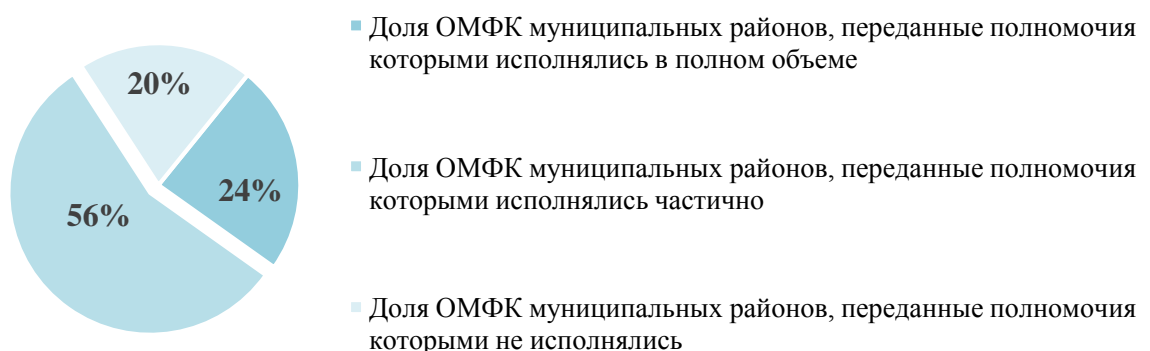 20%
24%
56%
Доля ОМФК муниципальных районов, переданные полномочия
которыми исполнялись в полном объеме
Доля ОМФК муниципальных районов, переданные полномочия
которыми исполнялись частично
Доля ОМФК муниципальных районов, переданные полномочия
которыми не исполнялись